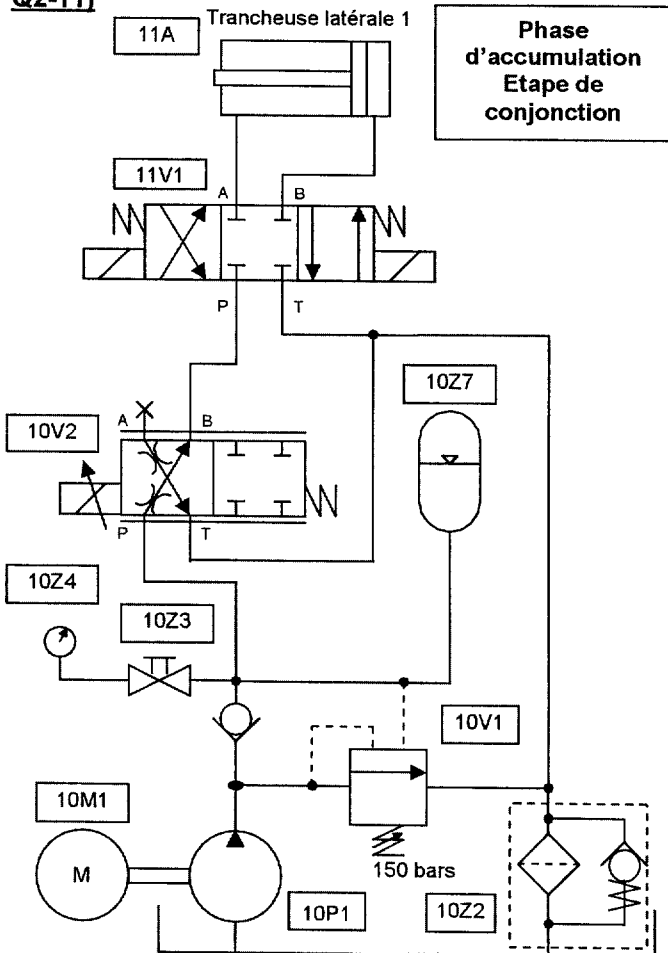 Q2-11)
11A
Trancheuse latérale 1
Phase
d'accumulation
Etape de
conjonction
11V1
A
B
P
T
10Z7
10V2
A
B
P
T
10Z4
10Z3
10V1
10M1
150 bars
M
10P1
10Z2